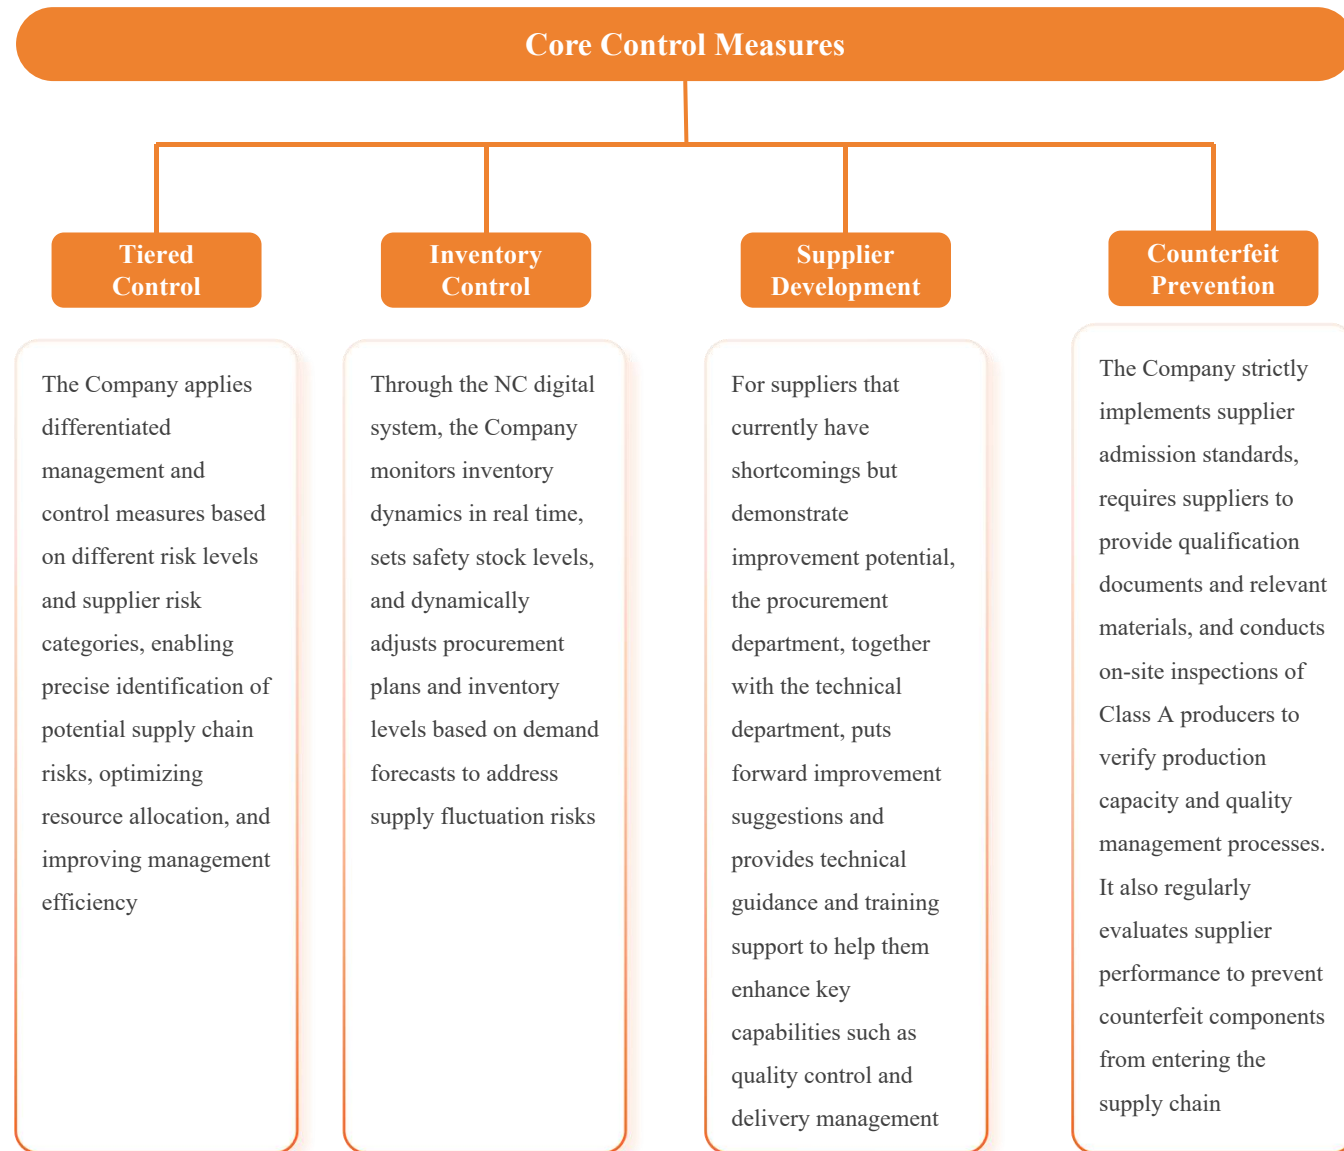 Core Control Measures
Tiered
Control
The Company applies
differentiated
management and
control measures based
on different risk levels
and supplier risk
categories, enabling
precise identification of
potential supply chain
risks, optimizing
resource allocation, and
improving management
efficiency
Inventory
Control
Through the NC digital
system, the Company
monitors inventory
dynamics in real time,
sets safety stock levels,
and dynamically
adjusts procurement
plans and inventory
levels based on demand
forecasts to address
supply fluctuation risks
Supplier
Development
For suppliers that
currently have
shortcomings but
demonstrate
improvement potential,
the procurement
department, together
with the technical
department, puts
forward improvement
suggestions and
provides technical
guidance and training
support to help them
enhance key
capabilities such as
quality control and
delivery management
Counterfeit
Prevention
The Company strictly
implements supplier
admission standards,
requires suppliers to
provide qualification
documents and relevant
materials, and conducts
on-site inspections of
Class A producers to
verify production
capacity and quality
management processes.
It also regularly
evaluates supplier
performance to prevent
counterfeit components
from entering the
supply chain